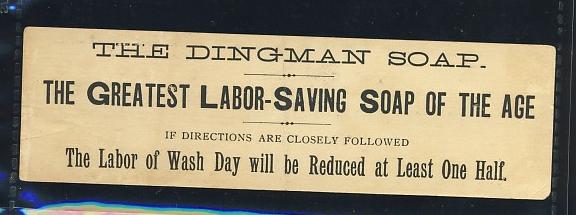 THE DINGMAN SOAP.
THE GREATEST LABOR-SAVING SOAP OF THE AGE
IF DIRECTIONS ARE CLOSELY FOLLOWED
The Labor of Wash Day will be Reduced at Least One Half.